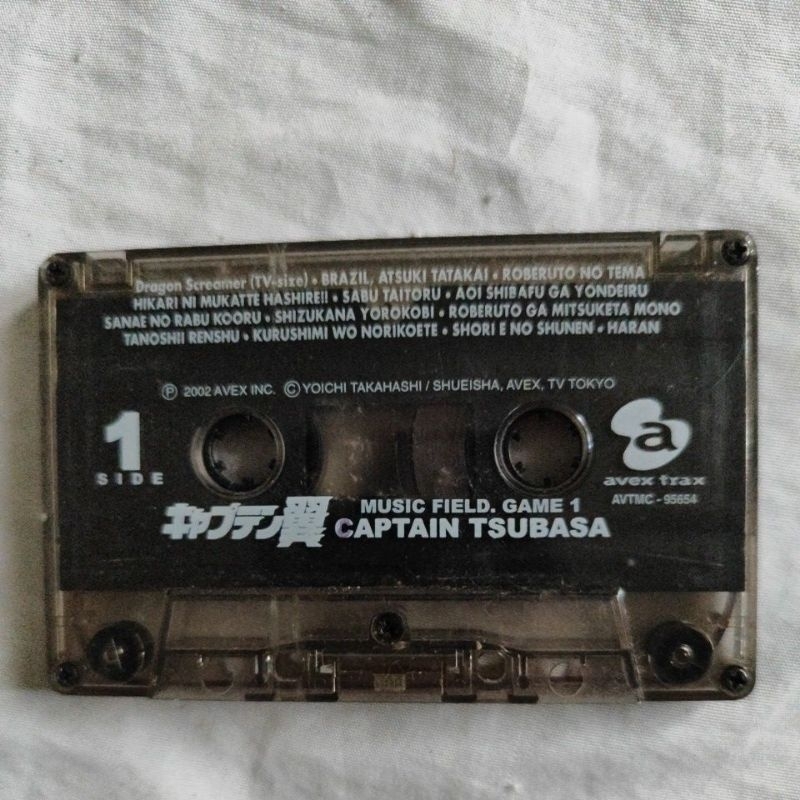 Dragon Screamer (TV-size) • BRAZIL, ATSUKI TATAKAI • ROBERUTO NO TEMA
HIKARI NI MUKATTE HASHIRE!! • SABU TAITORU • AOI SHIBAFU GA YONDEIRU
SANAE NO RABU KOORU • SHIZUKANA YOROKOBI • ROBERUTO GA MITSUKETA MONO
TANOSHII RENSHU • KURUSHIMI WO NORIKOETE • SHORI E NO SHUNEN • HARAN
Ⓟ 2002 AVEX INC. © YOICHI TAKAHASHI / SHUEISHA, AVEX, TV TOKYO
1
SIDE
a
avex trax
AVTMC - 95654
MUSIC FIELD. GAME 1
キャプテン翼 CAPTAIN TSUBASA